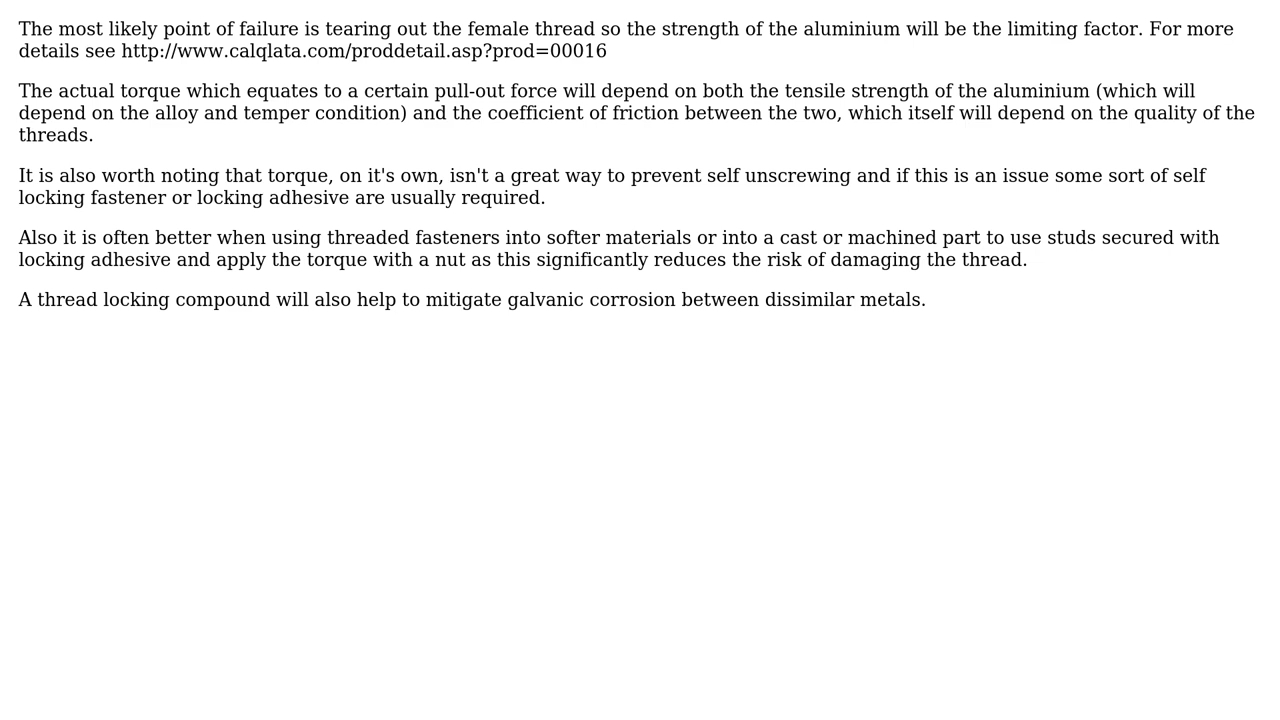 The most likely point of failure is tearing out the female thread so the strength of the aluminium will be the limiting factor. For more
details see http://www.calqlata.com/proddetail.asp?prod=00016
The actual torque which equates to a certain pull-out force will depend on both the tensile strength of the aluminium (which will
depend on the alloy and temper condition) and the coefficient of friction between the two, which itself will depend on the quality of the
threads.
It is also worth noting that torque, on it's own, isn't a great way to prevent self unscrewing and if this is an issue some sort of self
locking fastener or locking adhesive are usually required.
Also it is often better when using threaded fasteners into softer materials or into a cast or machined part to use studs secured with
locking adhesive and apply the torque with a nut as this significantly reduces the risk of damaging the thread.
A thread locking compound will also help to mitigate galvanic corrosion between dissimilar metals.